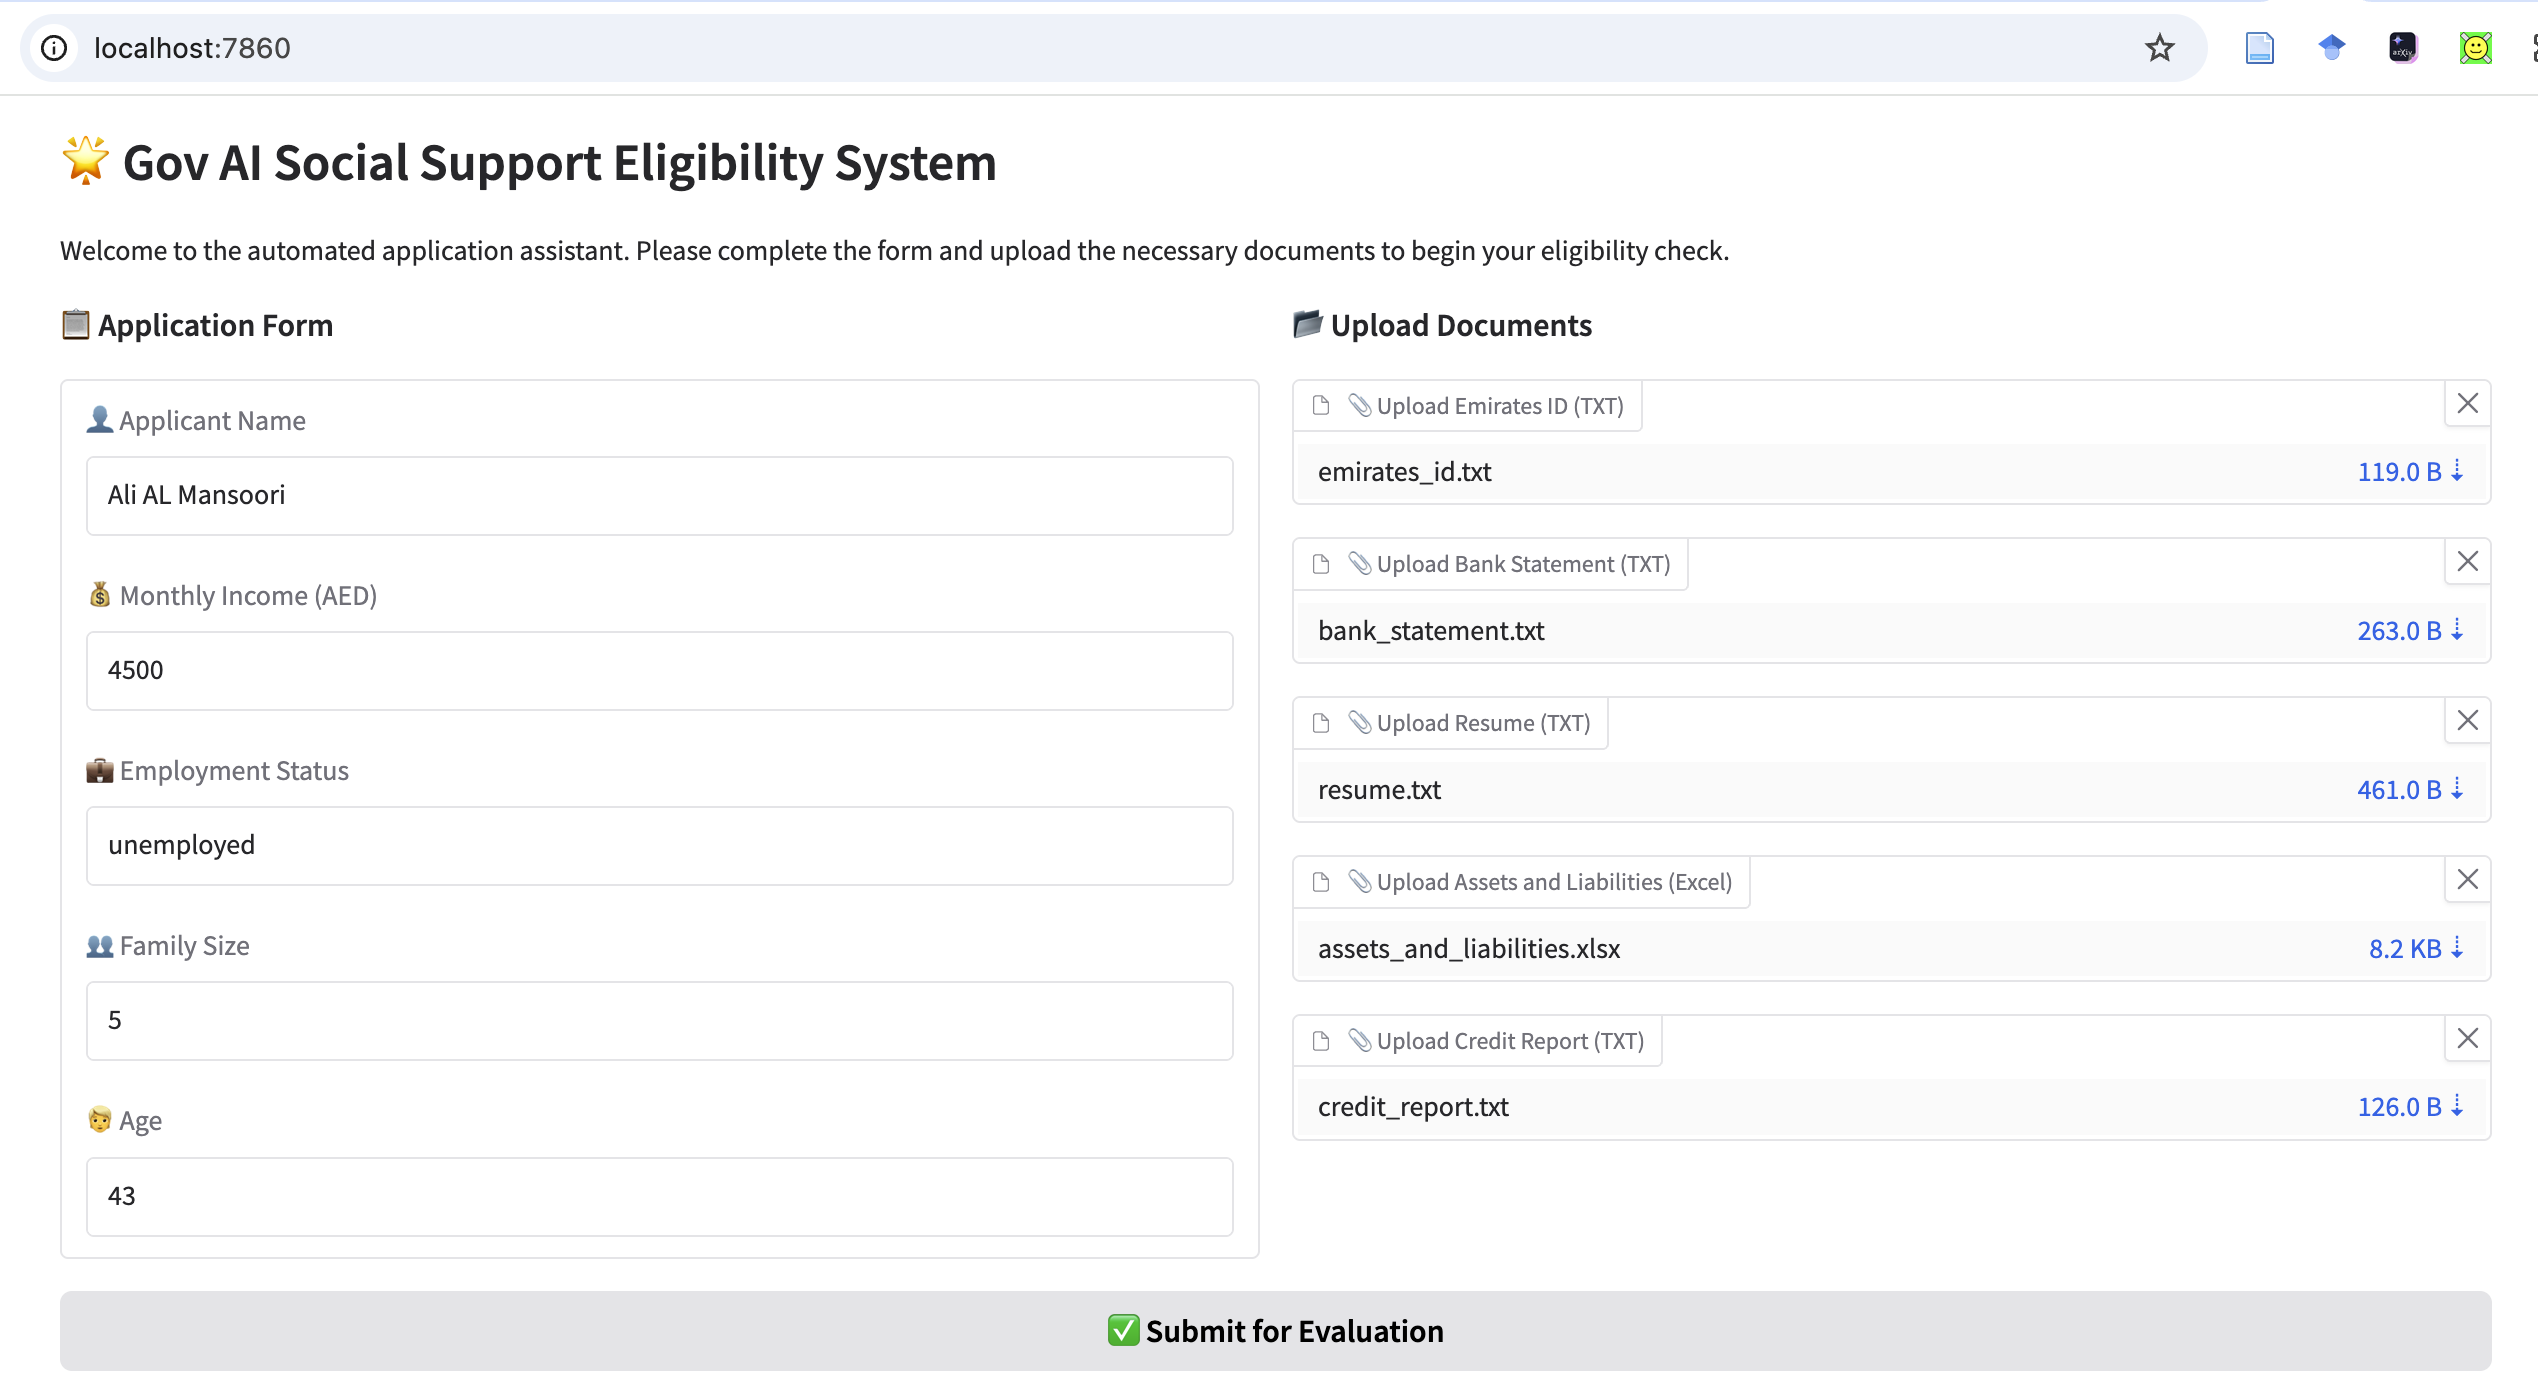 localhost:7860
Gov AI Social Support Eligibility System
Welcome to the automated application assistant. Please complete the form and upload the necessary documents to begin your eligibility check.
Application Form
Applicant Name
Ali AL Mansoori
Monthly Income (AED)
4500
Employment Status
unemployed
Family Size
5
Age
43
Upload Documents
Upload Emirates ID (TXT)
emirates_id.txt 119.0 B ⇣
Upload Bank Statement (TXT)
bank_statement.txt 263.0 B ⇣
Upload Resume (TXT)
resume.txt 461.0 B ⇣
Upload Assets and Liabilities (Excel)
assets_and_liabilities.xlsx 8.2 KB ⇣
Upload Credit Report (TXT)
credit_report.txt 126.0 B ⇣
Submit for Evaluation